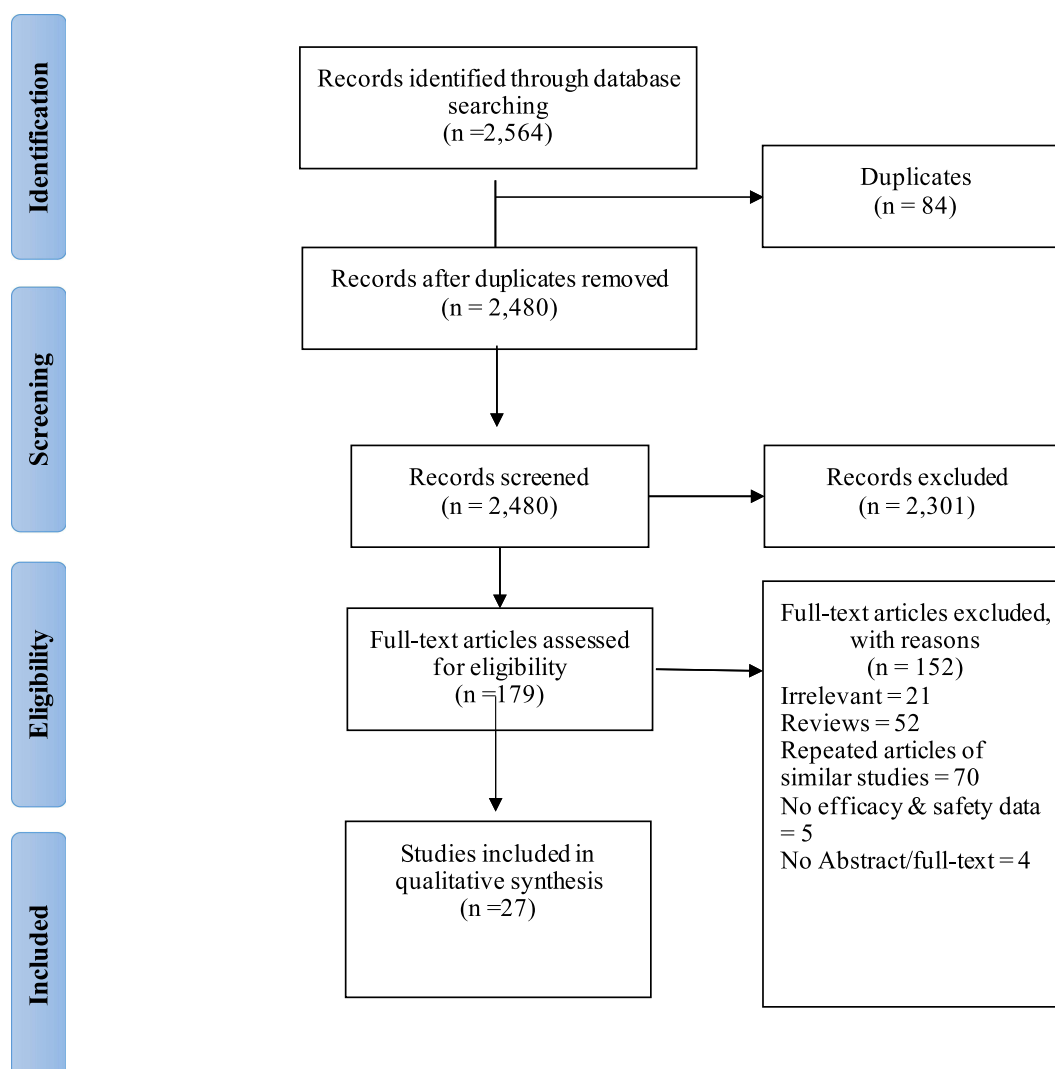 Identification
Records identified through database
searching
(n =2,564)
Duplicates
(n = 84)
Records after duplicates removed
(n = 2,480)
Screening
Records screened
(n = 2,480)
Records excluded
(n = 2,301)
Eligibility
Full-text articles assessed
for eligibility
(n =179)
Full-text articles excluded,
with reasons
(n = 152)
Irrelevant = 21
Reviews = 52
Repeated articles of
similar studies = 70
No efficacy & safety data
= 5
No Abstract/full-text = 4
Included
Studies included in
qualitative synthesis
(n =27)